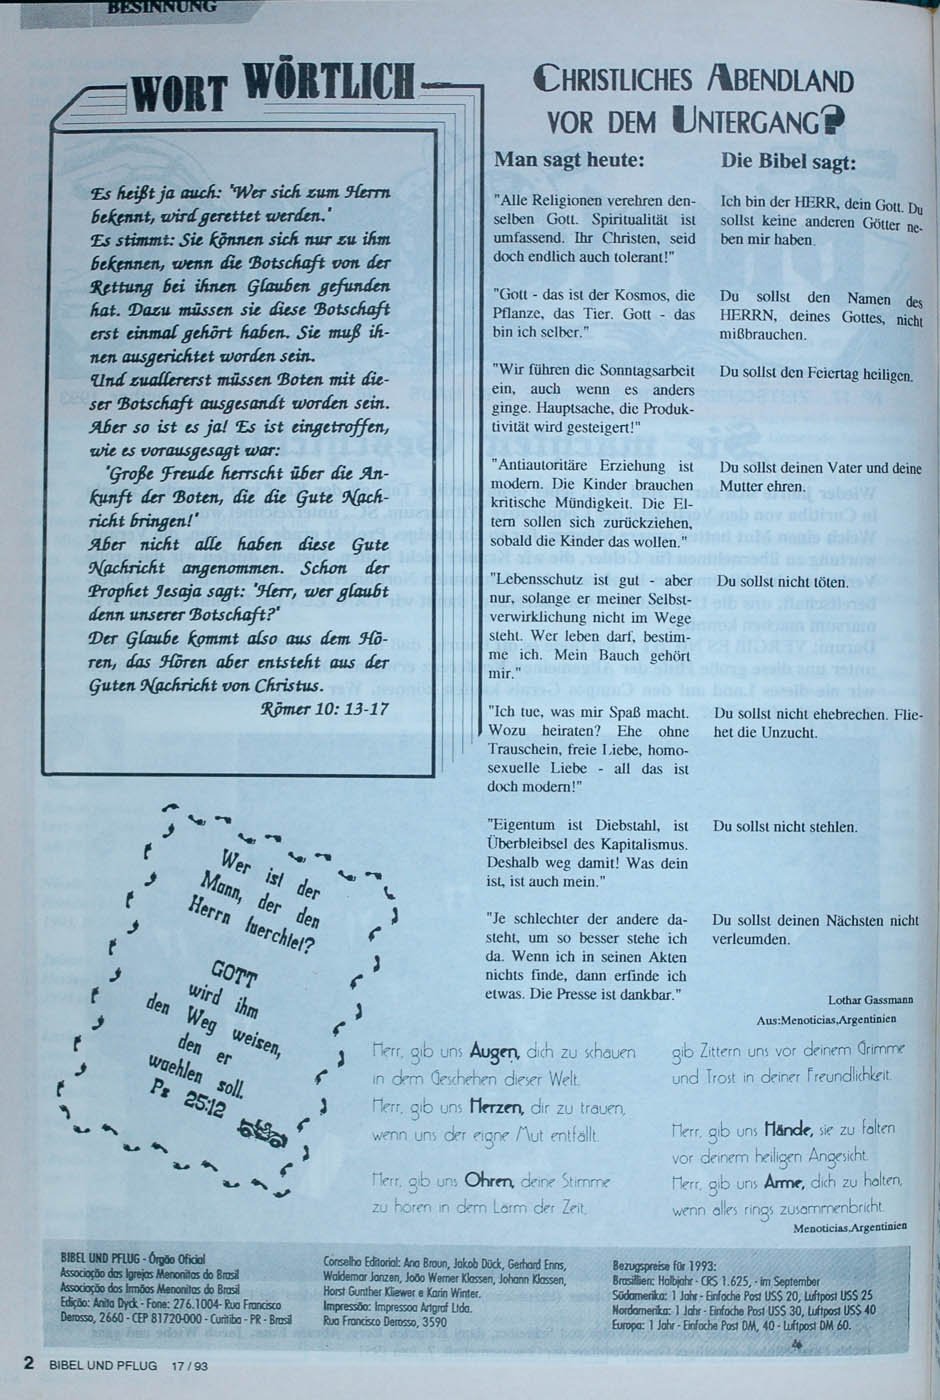 BESINNUNG
WORT WÖRTLICH
Es heißt ja auch: 'Wer sich zum Herrn
bekennt, wird gerettet werden.'
Es stimmt: Sie können sich nur zu ihm
bekennen, wenn die Botschaft von der
Rettung bei ihnen Glauben gefunden
hat. Dazu müssen sie diese Botschaft
erst einmal gehört haben. Sie muß ih-
nen ausgerichtet worden sein.
Und zuallererst müssen Boten mit die-
ser Botschaft ausgesandt worden sein.
Aber so ist es ja! Es ist eingetroffen,
wie es vorausgesagt war:
'Große Freude herrscht über die An-
kunft der Boten, die die Gute Nach-
richt bringen!'
Aber nicht alle haben diese Gute
Nachricht angenommen. Schon der
Prophet Jesaja sagt: 'Herr, wer glaubt
denn unserer Botschaft?'
Der Glaube kommt also aus dem Hö-
ren, das Hören aber entsteht aus der
Guten Nachricht von Christus.
Römer 10: 13-17
Wer ist der
Mann, der den
Herrn fuerchtet?
GOTT
wird ihm
den Weg weisen,
den er
waehlen soll.
Ps 25:12
CHRISTLICHES ABENDLAND
VOR DEM UNTERGANG?
Man sagt heute:
Die Bibel sagt:
"Alle Religionen verehren den-
selben Gott. Spiritualität ist
umfassend. Ihr Christen, seid
doch endlich auch tolerant!"
Ich bin der HERR, dein Gott. Du
sollst keine anderen Götter ne-
ben mir haben.
"Gott - das ist der Kosmos, die
Pflanze, das Tier. Gott - das
bin ich selber."
Du sollst den Namen des
HERRN, deines Gottes, nicht
mißbrauchen.
"Wir führen die Sonntagsarbeit
ein, auch wenn es anders
ginge. Hauptsache, die Produk-
tivität wird gesteigert!"
Du sollst den Feiertag heiligen.
"Antiautoritäre Erziehung ist
modern. Die Kinder brauchen
kritische Mündigkeit. Die El-
tern sollen sich zurückziehen,
sobald die Kinder das wollen."
Du sollst deinen Vater und deine
Mutter ehren.
"Lebensschutz ist gut - aber
nur, solange er meiner Selbst-
verwirklichung nicht im Wege
steht. Wer leben darf, bestim-
me ich. Mein Bauch gehört
mir."
Du sollst nicht töten.
"Ich tue, was mir Spaß macht.
Wozu heiraten? Ehe ohne
Trauschein, freie Liebe, homo-
sexuelle Liebe - all das ist
doch modern!"
Du sollst nicht ehebrechen. Flie-
het die Unzucht.
"Eigentum ist Diebstahl, ist
Überbleibsel des Kapitalismus.
Deshalb weg damit! Was dein
ist, ist auch mein."
Du sollst nicht stehlen.
"Je schlechter der andere da-
steht, um so besser stehe ich
da. Wenn ich in seinen Akten
nichts finde, dann erfinde ich
etwas. Die Presse ist dankbar."
Du sollst deinen Nächsten nicht
verleumden.
Lothar Gassmann
Aus:Menoticias,Argentinien
Herr, gib uns Augen, dich zu schauen
in dem Geschehen dieser Welt.
Herr, gib uns Herzen, dir zu trauen,
wenn uns der eigne Mut entfällt.
Herr, gib uns Ohren, deine Stimme
zu hören in dem Lärm der Zeit,
gib Zittern uns vor deinem Grimme
und Trost in deiner Freundlichkeit.
Herr, gib uns Hände, sie zu falten
vor deinem heiligen Angesicht.
Herr, gib uns Arme, dich zu halten,
wenn alles rings zusammenbricht.
Menoticias,Argentinien
BIBEL UND PFLUG - Órgão Oficial
Associação das Igrejas Menonitas do Brasil
Associação dos Irmãos Menonitas do Brasil
Edição: Anita Dyck - Fone: 276.1004- Rua Francisco
Derosso, 2660 - CEP 81720-000 - Curitiba - PR - Brasil
Conselho Editorial: Ana Braun, Jakob Dück, Gerhard Enns,
Waldemar Janzen, João Werner Klassen, Johann Klassen,
Horst Gunther Kliewer e Karin Winter.
Impressão: Impressoa Artgraf Ltda.
Rua Francisco Derosso, 3590
Bezugspreise für 1993:
Brasilien: Halbjahr - CRS 1.625, - im September
Südamerika: 1 Jahr - Einfache Post US$ 20, Luftpost US$ 25
Nordamerika: 1 Jahr - Einfache Post US$ 30, Luftpost US$ 40
Europa: 1 Jahr - Einfache Post DM, 40 - Luftpost DM 60.
2 BIBEL UND PFLUG 17/93